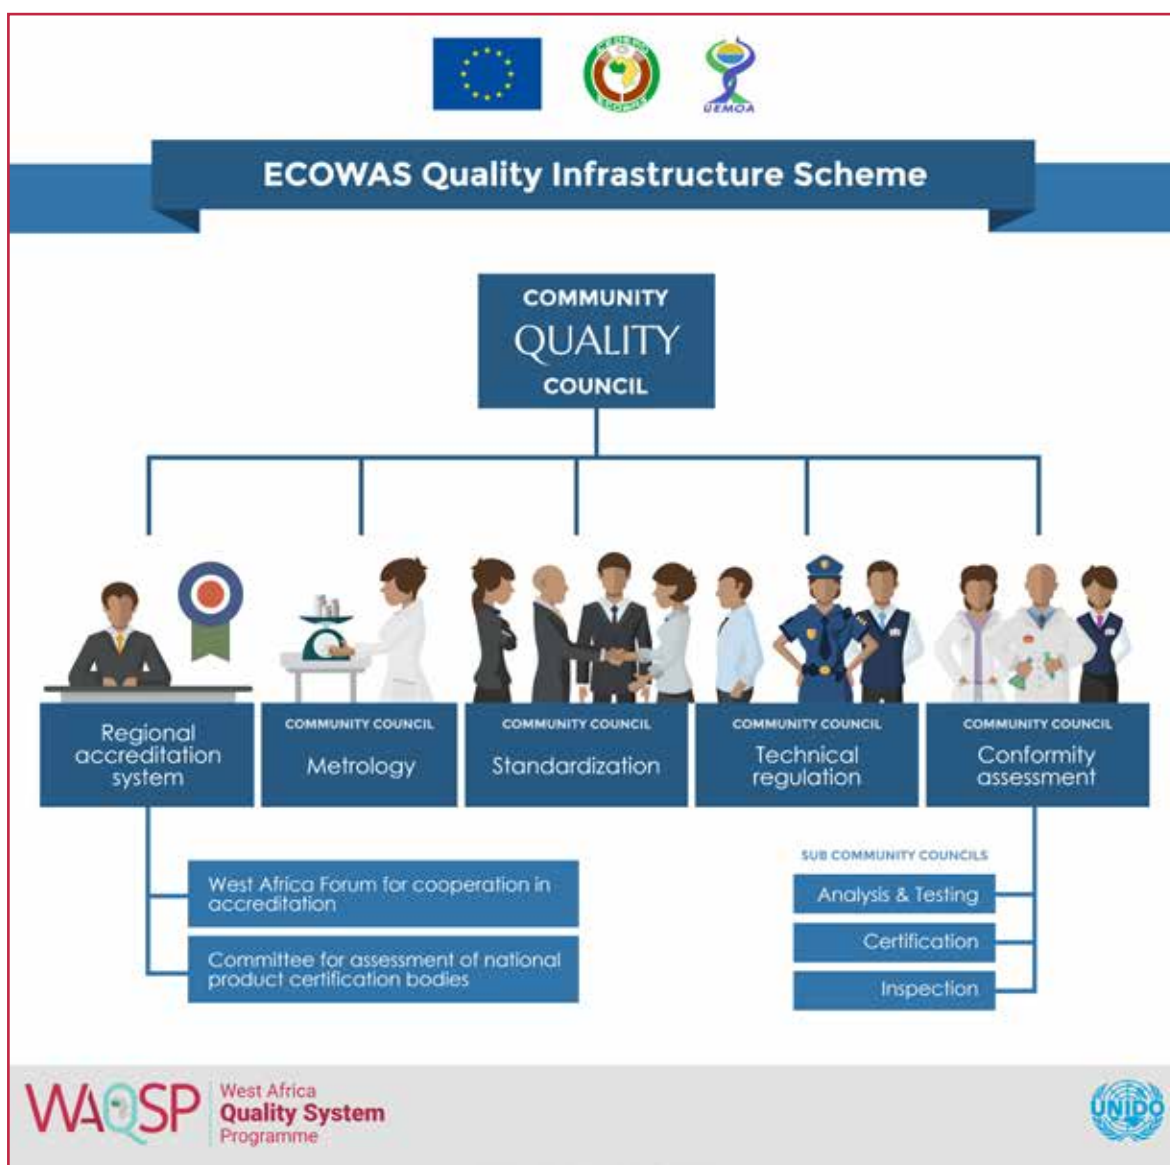 CEDEAO
ECOWAS
UEMOA
ECOWAS Quality Infrastructure Scheme
COMMUNITY
QUALITY
COUNCIL
Regional
accreditation
system
COMMUNITY COUNCIL
Metrology
COMMUNITY COUNCIL
Standardization
COMMUNITY COUNCIL
Technical
regulation
COMMUNITY COUNCIL
Conformity
assessment
West Africa Forum for cooperation in
accreditation
Committee for assessment of national
product certification bodies
SUB COMMUNITY COUNCILS
Analysis & Testing
Certification
Inspection
WAQSP
West Africa
Quality System
Programme
UNIDO